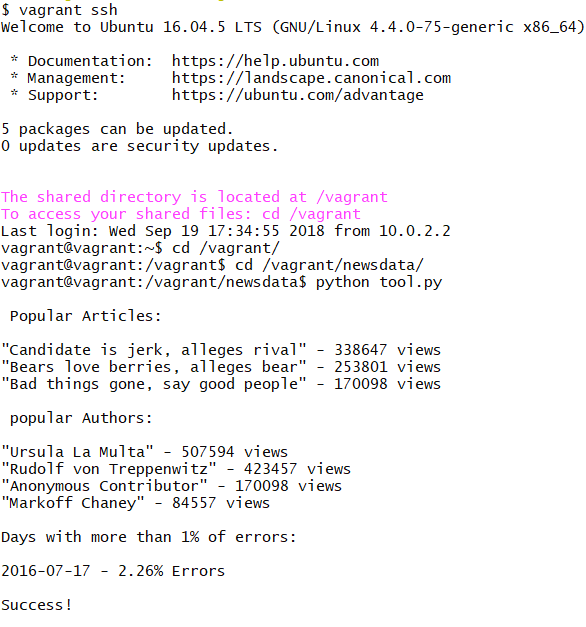 $ vagrant ssh
Welcome to Ubuntu 16.04.5 LTS (GNU/Linux 4.4.0-75-generic x86_64)
* Documentation:  https://help.ubuntu.com
* Management:     https://landscape.canonical.com
* Support:        https://ubuntu.com/advantage
5 packages can be updated.
0 updates are security updates.
The shared directory is located at /vagrant
To access your shared files: cd /vagrant
Last login: Wed Sep 19 17:34:55 2018 from 10.0.2.2
vagrant@vagrant:~$ cd /vagrant/
vagrant@vagrant:/vagrant$ cd /vagrant/newsdata/
vagrant@vagrant:/vagrant/newsdata$ python tool.py
Popular Articles:
"Candidate is jerk, alleges rival" - 338647 views
"Bears love berries, alleges bear" - 253801 views
"Bad things gone, say good people" - 170098 views
popular Authors:
"Ursula La Multa" - 507594 views
"Rudolf von Treppenwitz" - 423457 views
"Anonymous Contributor" - 170098 views
"Markoff Chaney" - 84557 views
Days with more than 1% of errors:
2016-07-17 - 2.26% Errors
Success!